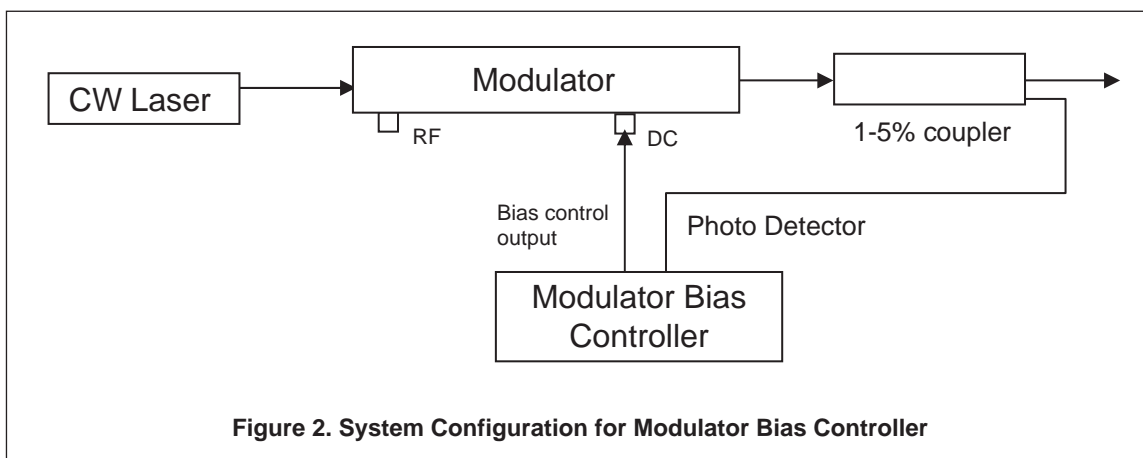 CW Laser
Modulator
RF
DC
1-5% coupler
Bias control
output
Photo Detector
Modulator Bias
Controller
Figure 2. System Configuration for Modulator Bias Controller